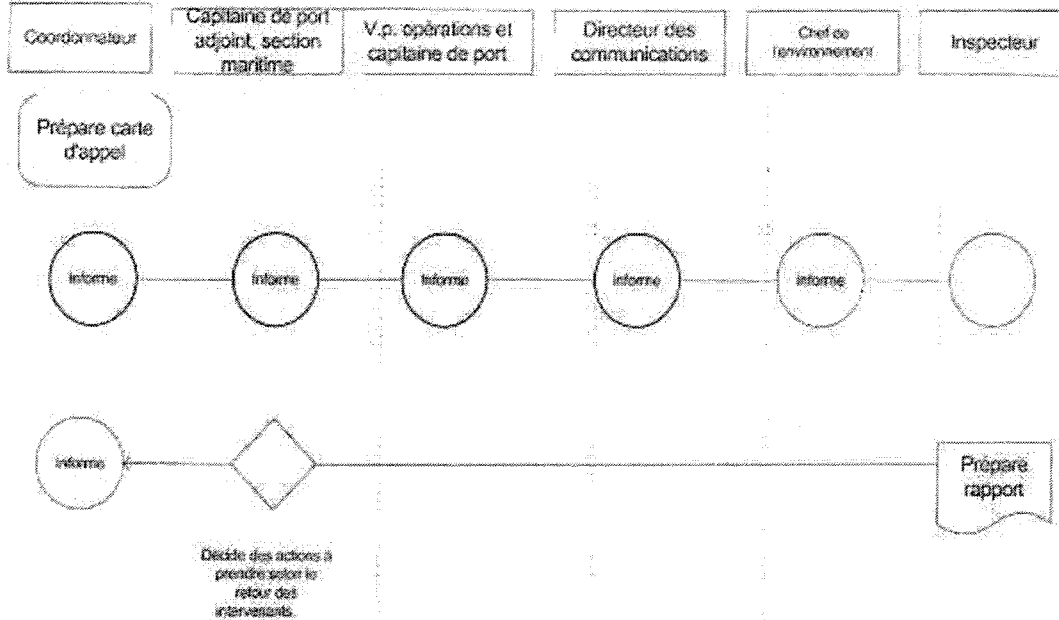 Coordonnateur
Capitaine de port
adjoint, section
maritime
V.p. opérations et
capitaine de port
Directeur des
communications
Chef de
l'environnement
Inspecteur
Prépare carte
d'appel
Informe
Informe
Informe
Informe
Informe
Informe
Prépare
rapport
Décide des actions à
prendre selon le
retour des
intervenants.